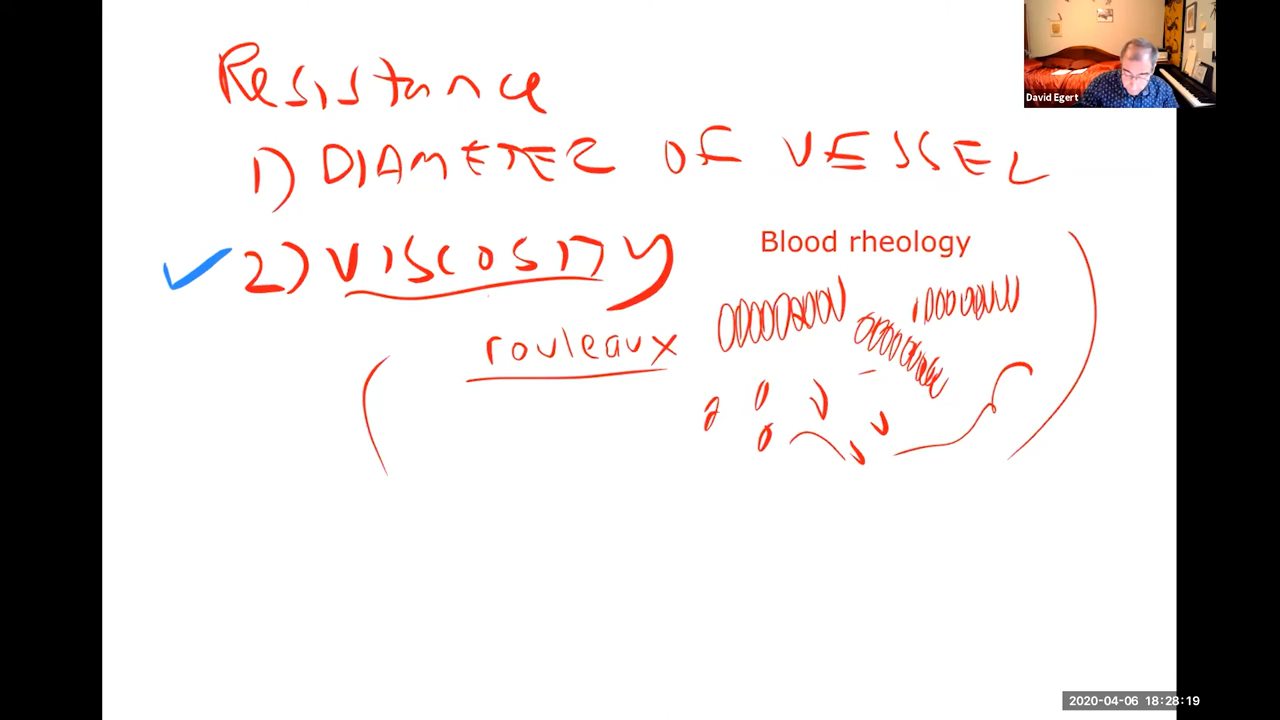 Resistance
1) DIAMETER OF VESSEL
2) VISCOSITY
Blood rheology
rouleaux
David Egert
2020-04-06 18:28:19